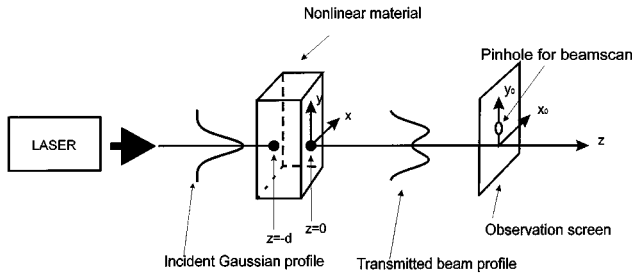 Nonlinear material
Pinhole for beamscan
y
x
y₀
x₀
LASER
z
z=-d
z=0
Incident Gaussian profile
Transmitted beam profile
Observation screen